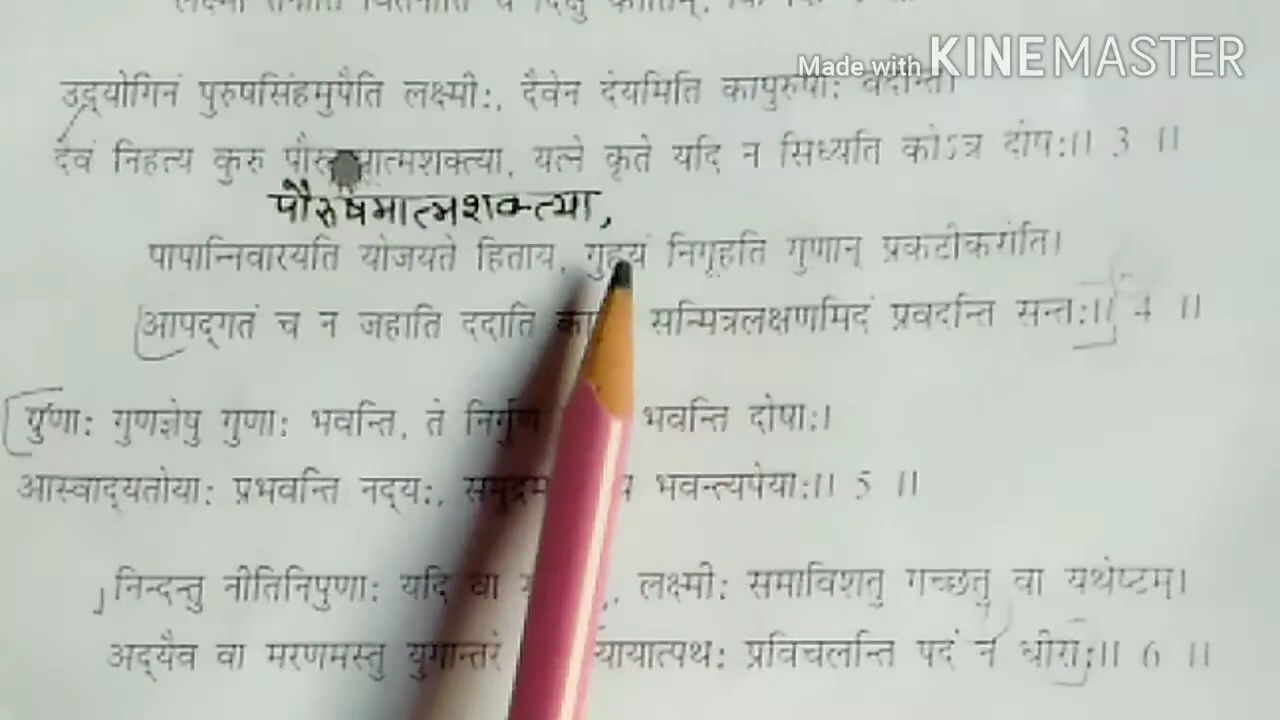 Made with KINEMASTER
उद्योगिनं पुरुषसिंहमुपैति लक्ष्मी:, दैवेन देयमिति कापुरुषा: वदन्ति।
दैवं निहत्य कुरु पौरु मात्मशक्त्या, यत्ने कृते यदि न सिध्यति कोऽत्र दोष:।। 3 ।।
पौरुषमात्मशक्त्या,
पापान्निवारयति योजयते हिताय, गुह्यं निगूहति गुणान् प्रकटीकरोति।
आपद्गतं च न जहाति ददाति सन्मित्रलक्षणमिदं प्रवदन्ति सन्त:।। 4 ।।
गुणा: गुणज्ञेषु गुणा: भवन्ति, ते निर्गुण भवन्ति दोषा:।
आस्वाद्यतोया: प्रभवन्ति नद्य:, भवन्त्यपेया:।। 5 ।।
निन्दन्तु नीतिनिपुणा: यदि वा लक्ष्मी: समाविशतु गच्छतु वा यथेष्टम्।
अद्यैव वा मरणमस्तु युगान्तरे यायात्पथ: प्रविचलन्ति पदं न धीरा:।। 6 ।।